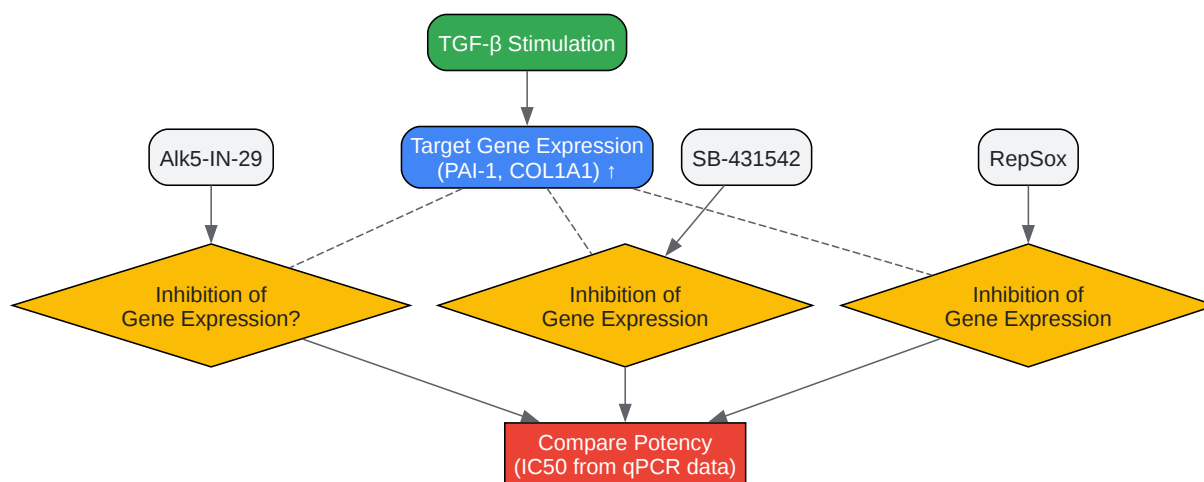 TGF-β Stimulation
Alk5-IN-29
Target Gene Expression
(PAI-1, COL1A1) ↑
SB-431542
RepSox
Inhibition of
Gene Expression?
Inhibition of
Gene Expression
Inhibition of
Gene Expression
Compare Potency
(IC50 from qPCR data)